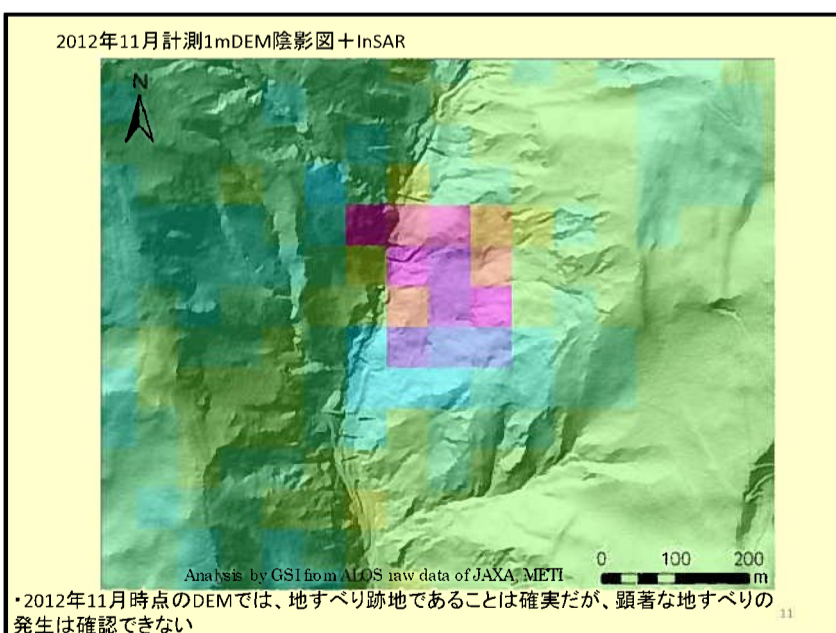 2012年11月計測1mDEM陰影図＋InSAR
N
0 100 200
m
Analysis by GSI from ALOS raw data of JAXA, METI
・2012年11月時点のDEMでは、地すべり跡地であることは確実だが、顕著な地すべりの
発生は確認できない
11